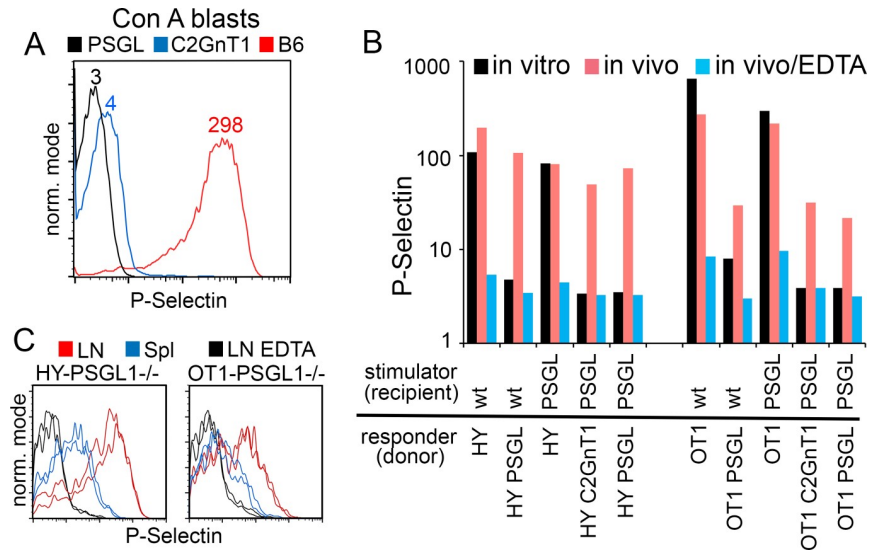 Con A blasts
A
PSGL C2GnT1 B6
3
4
298
norm. mode
P-Selectin
B
in vitro in vivo in vivo/EDTA
1000
100
10
1
P-Selectin
stimulator
(recipient)
wt
wt
PSGL
PSGL
PSGL
wt
wt
PSGL
PSGL
PSGL
responder
(donor)
HY
HY PSGL
HY
HY C2GnT1
HY PSGL
OT1
OT1 PSGL
OT1
OT1 C2GnT1
OT1 PSGL
C
LN Spl LN EDTA
HY-PSGL1-/- OT1-PSGL1-/-
norm. mode
P-Selectin